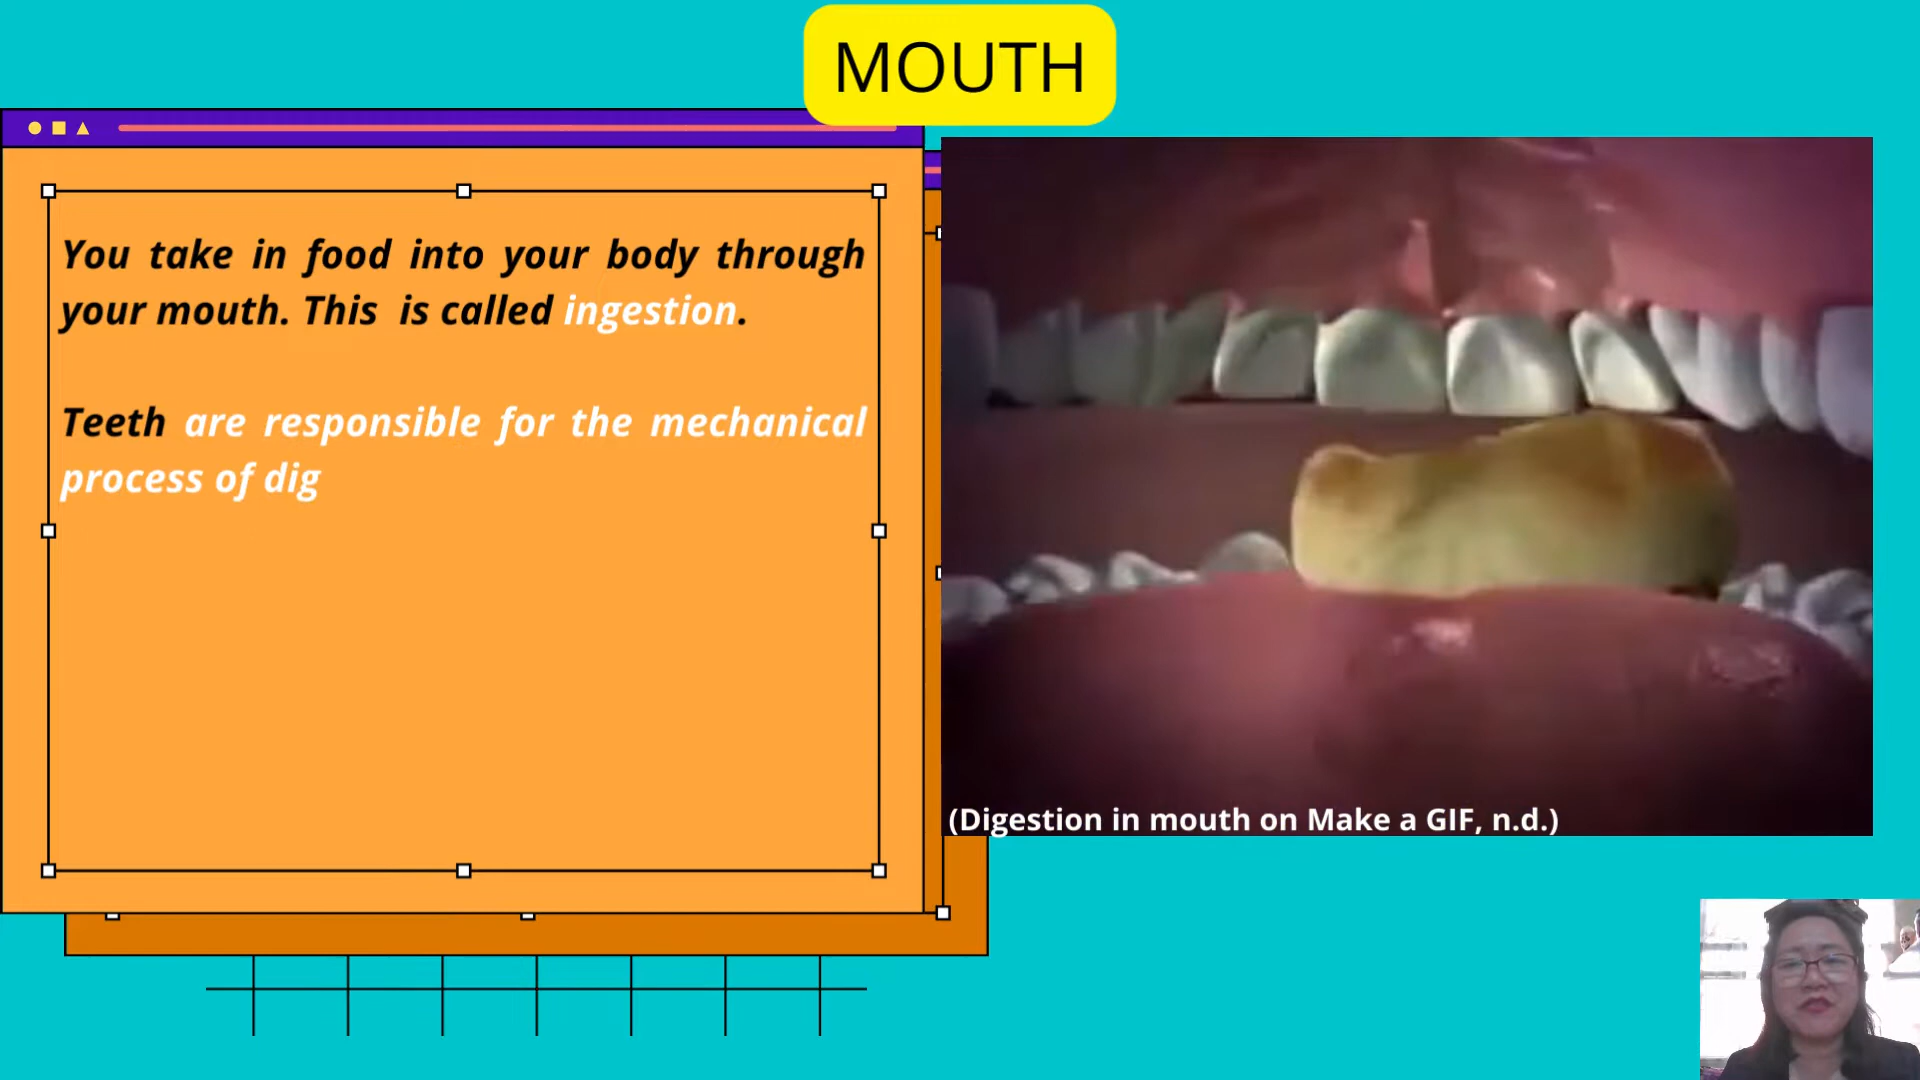 MOUTH
You take in food into your body through
your mouth. This is called ingestion.
Teeth are responsible for the mechanical
process of dig
(Digestion in mouth on Make a GIF, n.d.)